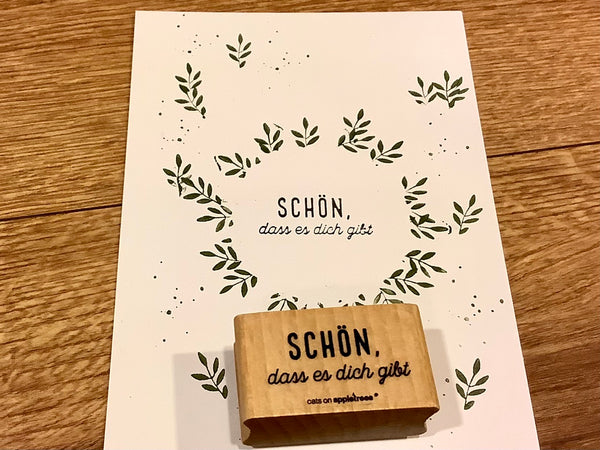 SCHÖN,
dass es dich gibt
SCHÖN,
dass es dich gibt
cats on appletrees®